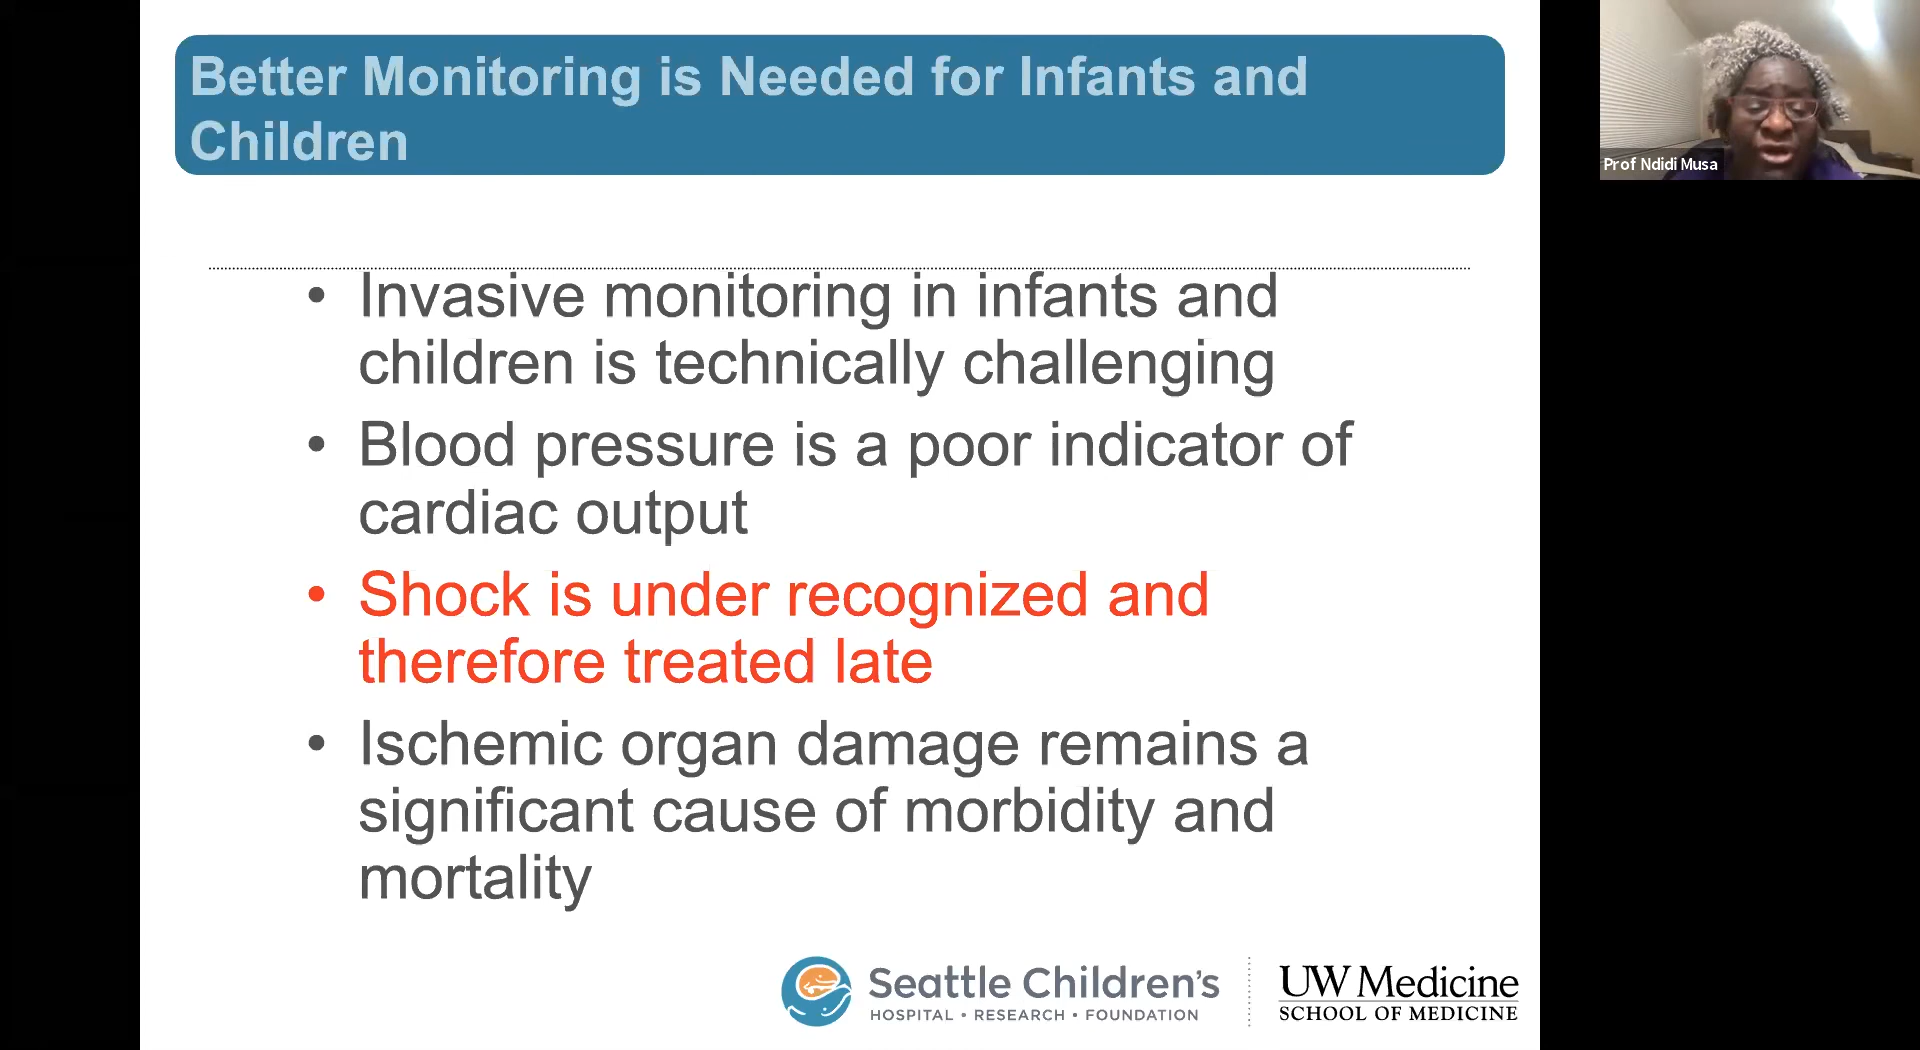 Better Monitoring is Needed for Infants and
Children
Prof Ndidi Musa
• Invasive monitoring in infants and
children is technically challenging
• Blood pressure is a poor indicator of
cardiac output
• Shock is under recognized and
therefore treated late
• Ischemic organ damage remains a
significant cause of morbidity and
mortality
Seattle Children's
HOSPITAL • RESEARCH • FOUNDATION
UW Medicine
SCHOOL OF MEDICINE